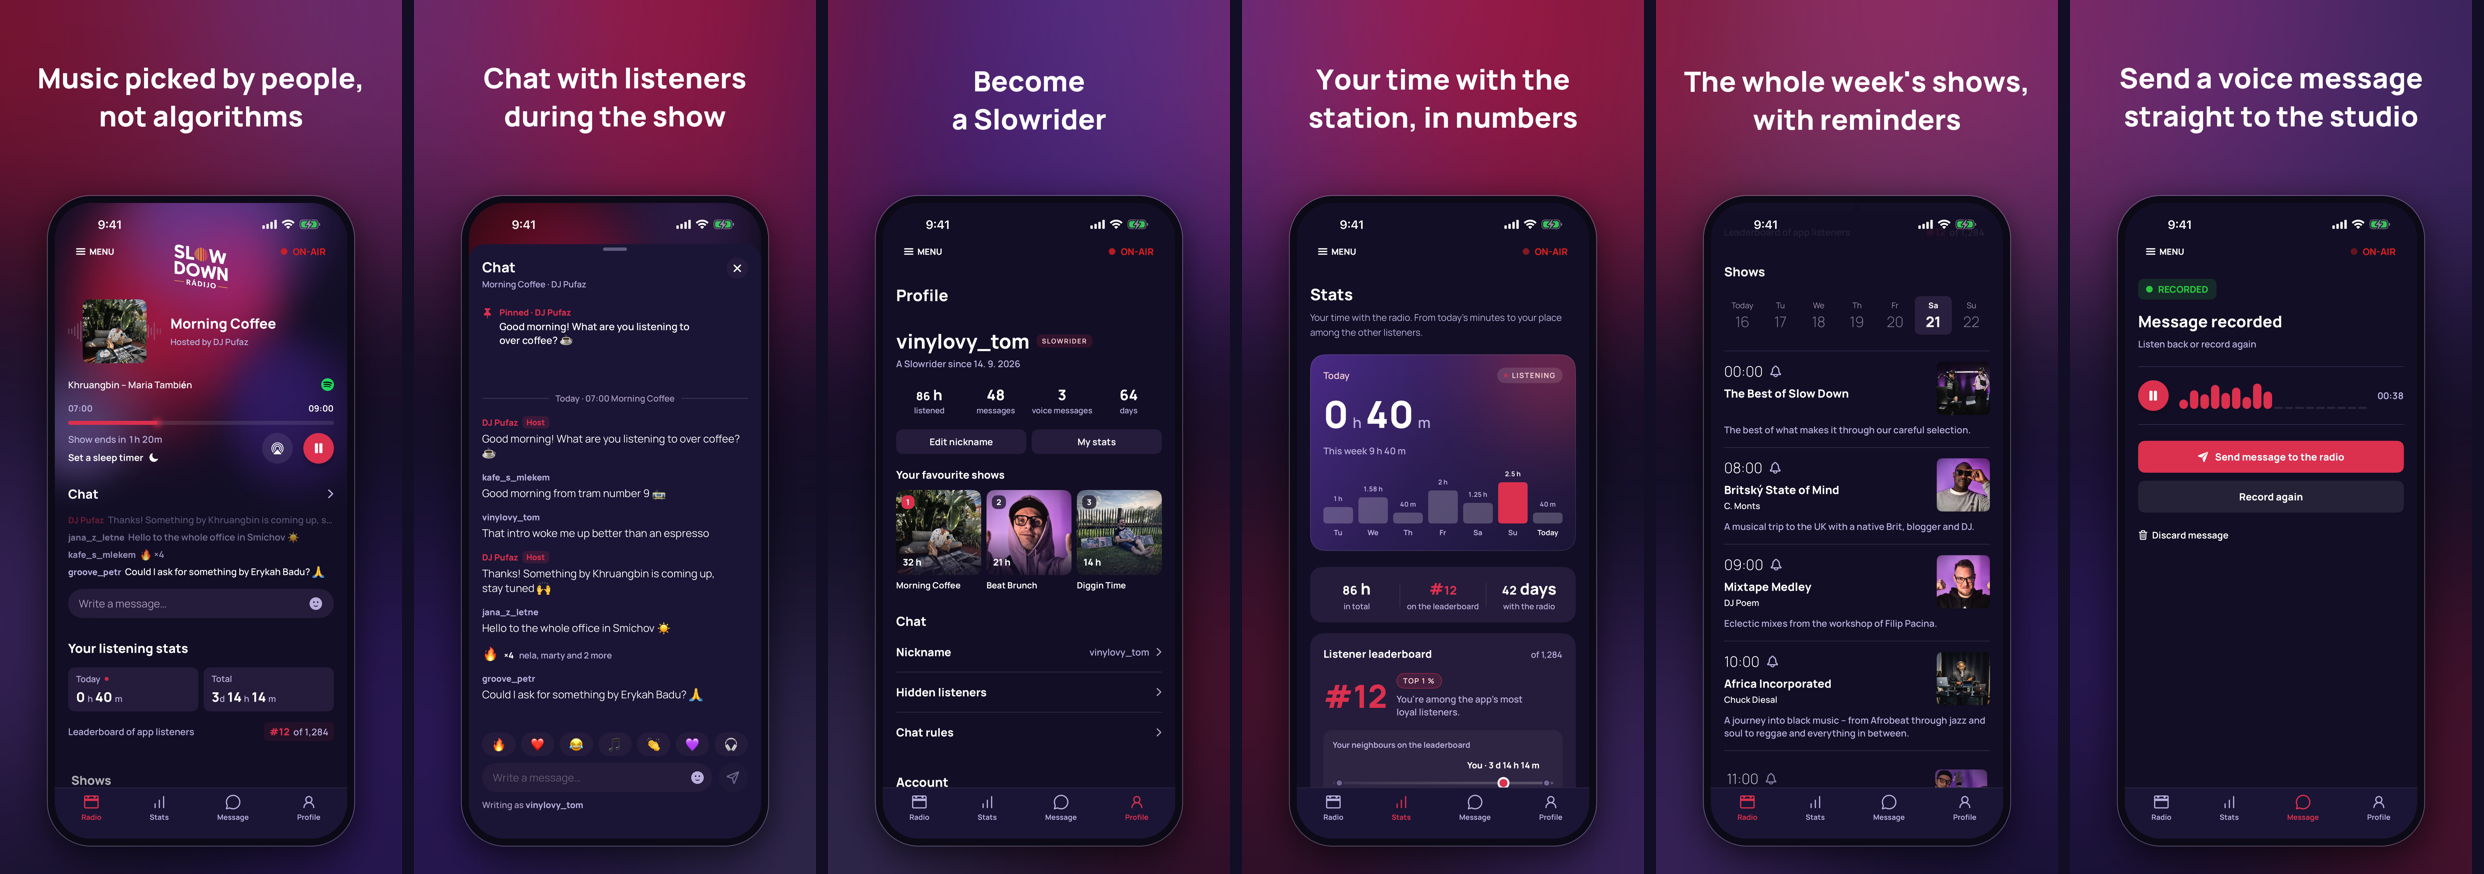 Music picked by people,
not algorithms
9:41
MENU
SLOW
DOWN
RADIJO
ON-AIR
Morning Coffee
Hosted by DJ Pufaz
Khruangbin – Maria También
07:00
09:00
Show ends in 1h 20m
Set a sleep timer
Chat
DJ Pufaz Thanks! Something by Khruangbin is coming up, s...
jana_z_letne Hello to the whole office in Smíchov ☀️
kafe_s_mlekem 🔥 ×4
groove_petr Could I ask for something by Erykah Badu? 🙏
Write a message...
Your listening stats
Today
0 h 40 m
Total
3d 14 h 14 m
Leaderboard of app listeners
#12 of 1,284
Shows
Radio
Stats
Message
Profile
Chat with listeners
during the show
9:41
Chat
Morning Coffee · DJ Pufaz
Pinned · DJ Pufaz
Good morning! What are you listening to
over coffee? ☕
Today · 07:00 Morning Coffee
DJ Pufaz Host
Good morning! What are you listening to over coffee?
☕
kafe_s_mlekem
Good morning from tram number 9 🚋
vinylovy_tom
That intro woke me up better than an espresso
DJ Pufaz Host
Thanks! Something by Khruangbin is coming up,
stay tuned 🙌
jana_z_letne
Hello to the whole office in Smíchov ☀️
🔥 ×4 nela, marty and 2 more
groove_petr
Could I ask for something by Erykah Badu? 🙏
Write a message...
Writing as vinylovy_tom
Become
a Slowrider
9:41
MENU
ON-AIR
Profile
vinylovy_tom SLOWRIDER
A Slowrider since 14. 9. 2026
86 h
listened
48
messages
3
voice messages
64
days
Edit nickname
My stats
Your favourite shows
1
32 h
Morning Coffee
2
21 h
Beat Brunch
3
14 h
Diggin Time
Chat
Nickname
vinylovy_tom
Hidden listeners
Chat rules
Account
Radio
Stats
Message
Profile
Your time with the
station, in numbers
9:41
MENU
ON-AIR
Stats
Your time with the radio. From today's minutes to your place
among the other listeners.
Today
LISTENING
0 h 40 m
This week 9 h 40 m
1 h
1.58 h
40 m
2 h
1.25 h
2.5 h
40 m
Tu
We
Th
Fr
Sa
Su
Today
86 h
in total
#12
on the leaderboard
42 days
with the radio
Listener leaderboard
of 1,284
#12
TOP 1 %
You're among the app's most
loyal listeners.
Your neighbours on the leaderboard
You · 3 d 14 h 14 m
Radio
Stats
Message
Profile
The whole week's shows,
with reminders
9:41
Leaderboard of app listeners
of 1,284
Shows
Today
16
Tu
17
We
18
Th
19
Fr
20
Sa
21
Su
22
00:00
The Best of Slow Down
The best of what makes it through our careful selection.
08:00
Britský State of Mind
C. Monts
A musical trip to the UK with a native Brit, blogger and DJ.
09:00
Mixtape Medley
DJ Poem
Eclectic mixes from the workshop of Filip Pacina.
10:00
Africa Incorporated
Chuck Diesal
A journey into black music – from Afrobeat through jazz and
soul to reggae and everything in between.
11:00
Radio
Stats
Message
Profile
Send a voice message
straight to the studio
9:41
MENU
ON-AIR
RECORDED
Message recorded
Listen back or record again
00:38
Send message to the radio
Record again
Discard message
Radio
Stats
Message
Profile